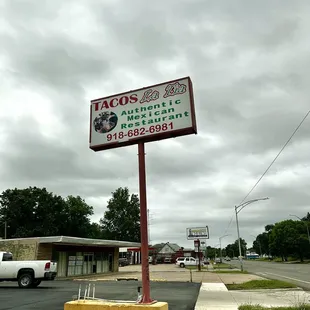 TACOS
Authentic
Mexican
Restaurant
918-682-6981